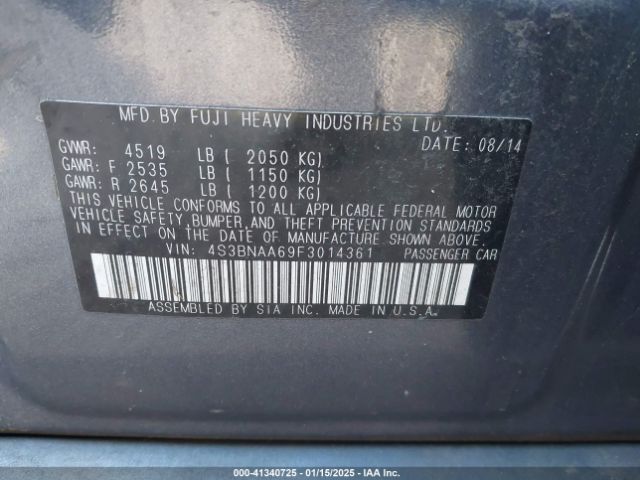 MFD. BY FUJI HEAVY INDUSTRIES LTD.
DATE: 08/14
GVWR: 4519 LB ( 2050 KG)
GAWR: F 2535 LB ( 1150 KG)
GAWR: R 2645 LB ( 1200 KG)
THIS VEHICLE CONFORMS TO ALL APPLICABLE FEDERAL MOTOR
VEHICLE SAFETY, BUMPER, AND THEFT PREVENTION STANDARDS
IN EFFECT ON THE DATE OF MANUFACTURE SHOWN ABOVE.
VIN: 4S3BNAA69F3014361 PASSENGER CAR
ASSEMBLED BY SIA INC. MADE IN U.S.A.
000-41340725 - 01/15/2025 - IAA Inc.